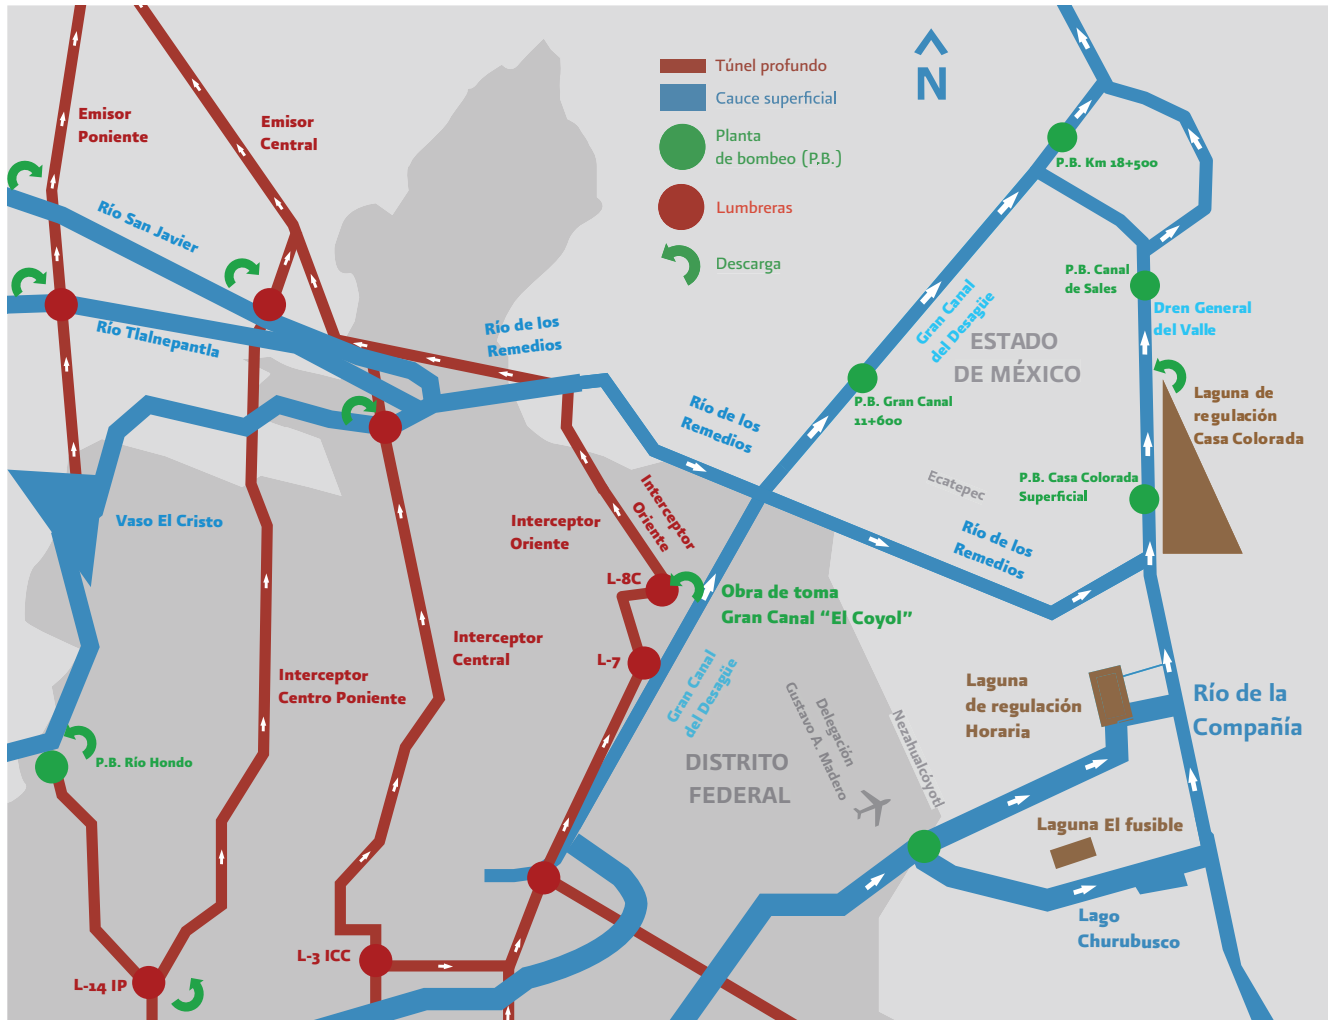 Túnel profundo
Cauce superficial
Planta
de bombeo (P.B.)
Lumbreras
Descarga
N
Emisor
Poniente
Emisor
Central
Río San Javier
Río Tlalnepantla
Río de los
Remedios
Río de los
Remedios
Río de los
Remedios
P.B. Km 18+500
P.B. Canal
de Sales
Dren General
del Valle
Gran Canal
del Desagüe
ESTADO
DE MÉXICO
P.B. Gran Canal
11+600
Laguna de
regulación
Casa Colorada
Ecatepec
P.B. Casa Colorada
Superficial
Vaso El Cristo
Interceptor
Oriente
Interceptor
Oriente
L-8C
Obra de toma
Gran Canal “El Coyol”
L-7
Interceptor
Central
Interceptor
Centro Poniente
Gran Canal
del Desagüe
Laguna
de regulación
Horaria
Río de la
Compañía
Delegación
Gustavo A. Madero
Nezahualcóyotl
DISTRITO
FEDERAL
P.B. Río Hondo
Laguna El fusible
Lago
Churubusco
L-3 ICC
L-14 IP